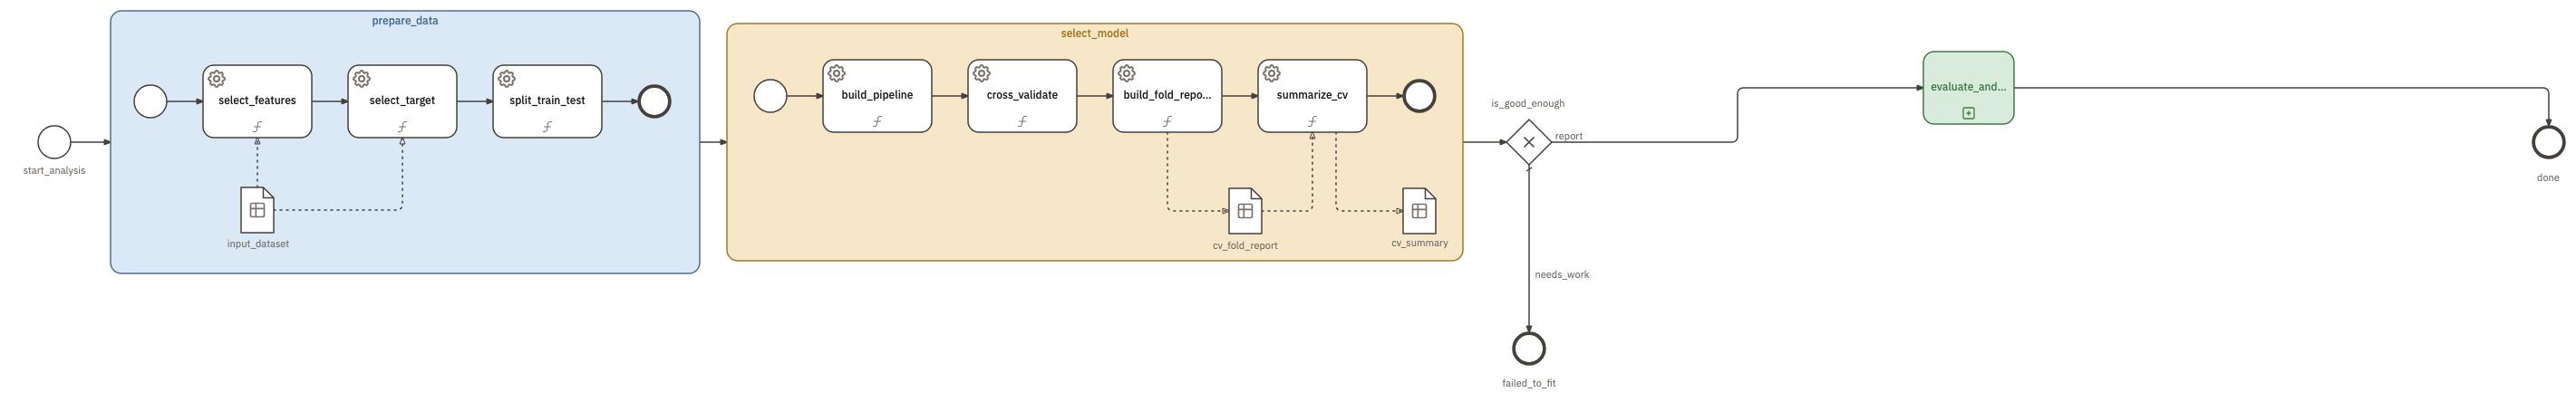 prepare_data
select_model
select_features
select_target
split_train_test
build_pipeline
cross_validate
build_fold_repo...
summarize_cv
is_good_enough
evaluate_and...
report
start_analysis
done
input_dataset
cv_fold_report
cv_summary
needs_work
failed_to_fit